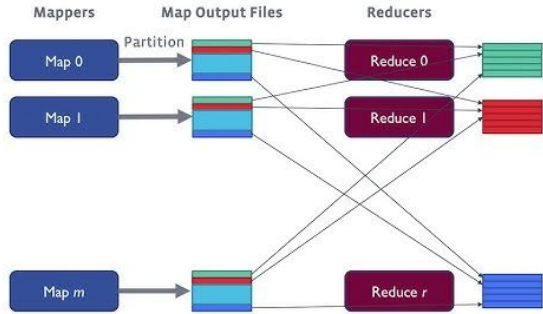 Mappers
Map Output Files
Reducers
Partition
Map 0
Reduce 0
Map 1
Reduce 1
Map m
Reduce r